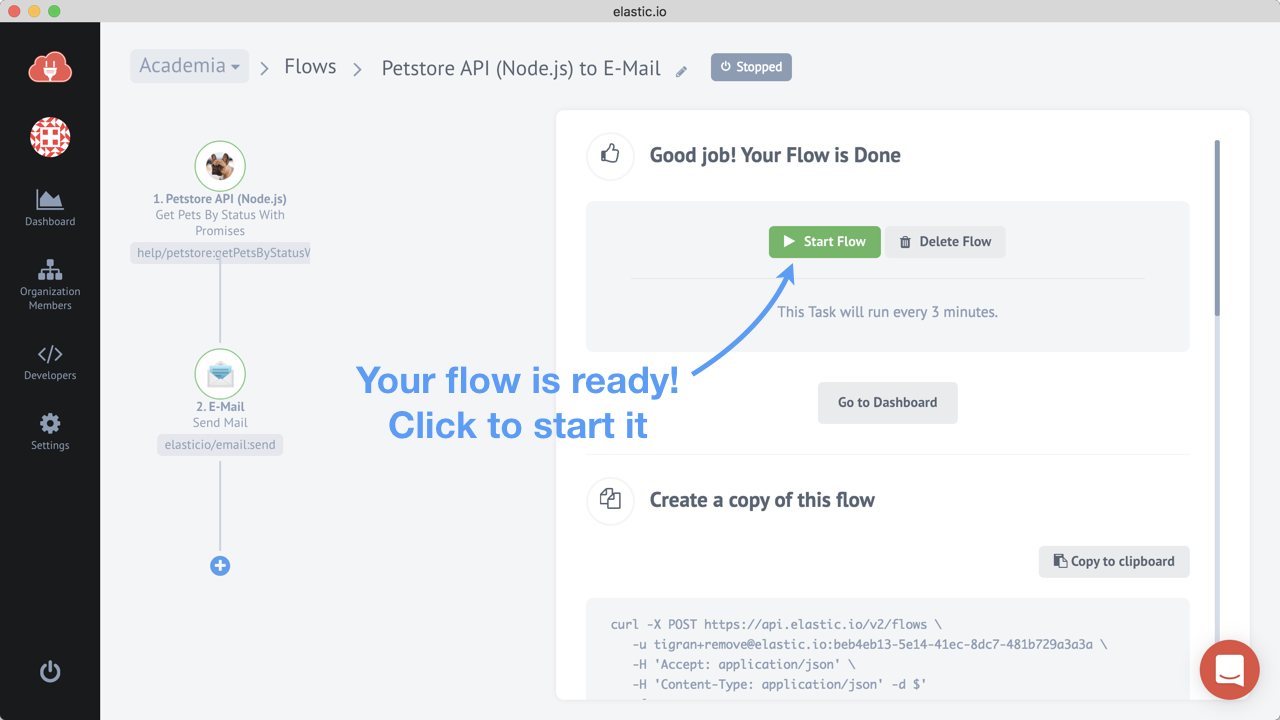 elastic.io
Academia
Flows
Petstore API (Node.js) to E-Mail
Stopped
Dashboard
Organization
Members
Developers
Settings
1. Petstore API (Node.js)
Get Pets By Status With
Promises
help/petstore:getPetsByStatusW
2. E-Mail
Send Mail
elasticio/email:send
Good job! Your Flow is Done
Start Flow
Delete Flow
This Task will run every 3 minutes.
Your flow is ready!
Click to start it
Go to Dashboard
Create a copy of this flow
Copy to clipboard
curl -X POST https://api.elastic.io/v2/flows \
-u tigran+remove@elastic.io:beb4eb13-5e14-41ec-8dc7-481b729a3a3a \
-H 'Accept: application/json' \
-H 'Content-Type: application/json' -d $'